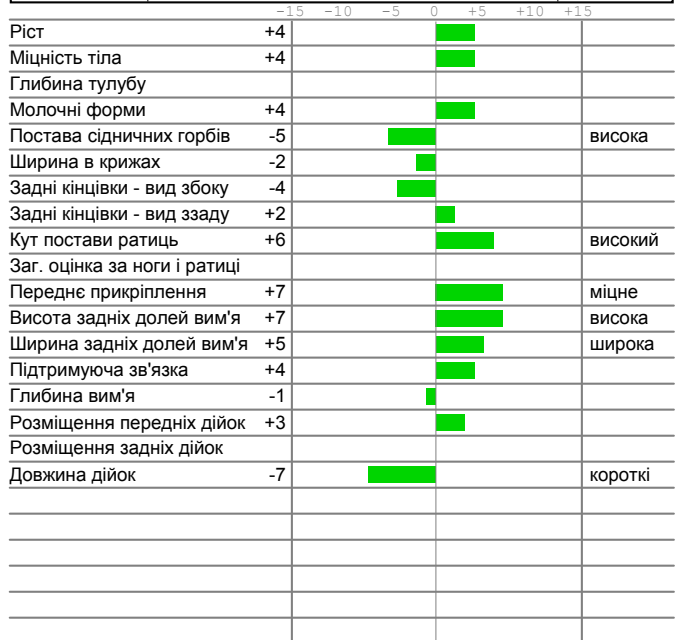 -15 -10 -5 0 +5 +10 +15
Ріст +4
Міцність тіла +4
Глибина тулубу
Молочні форми +4
Постава сідничних горбів -5 висока
Ширина в крижах -2
Задні кінцівки - вид збоку -4
Задні кінцівки - вид ззаду +2
Кут постави ратиць +6 високий
Заг. оцінка за ноги і ратиці
Переднє прикріплення +7 міцне
Висота задніх долей вим'я +7 висока
Ширина задніх долей вим'я +5 широка
Підтримуюча зв'язка +4
Глибина вим'я -1
Розміщення передніх дійок +3
Розміщення задніх дійок
Довжина дійок -7 короткі